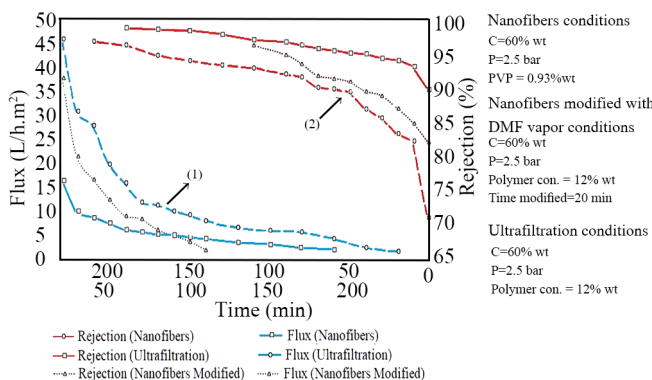 50
45
40
35
30
25
20
15
10
5
0
Flux (L/h.m²)
100
95
90
85
80
75
70
65
Rejection (%)
(1)
(2)
200 150 100 50 0
50 100 150 200
Time (min)
Rejection (Nanofibers)
Rejection (Ultrafiltration)
Rejection (Nanofibers Modified)
Flux (Nanofibers)
Flux (Ultrafiltration)
Flux (Nanofibers Modified)
Nanofibers conditions
C=60% wt
P=2.5 bar
PVP = 0.93%wt
Nanofibers modified with
DMF vapor conditions
C=60% wt
P=2.5 bar
Polymer con. = 12% wt
Time modified=20 min
Ultrafiltration conditions
C=60% wt
P=2.5 bar
Polymer con. = 12% wt